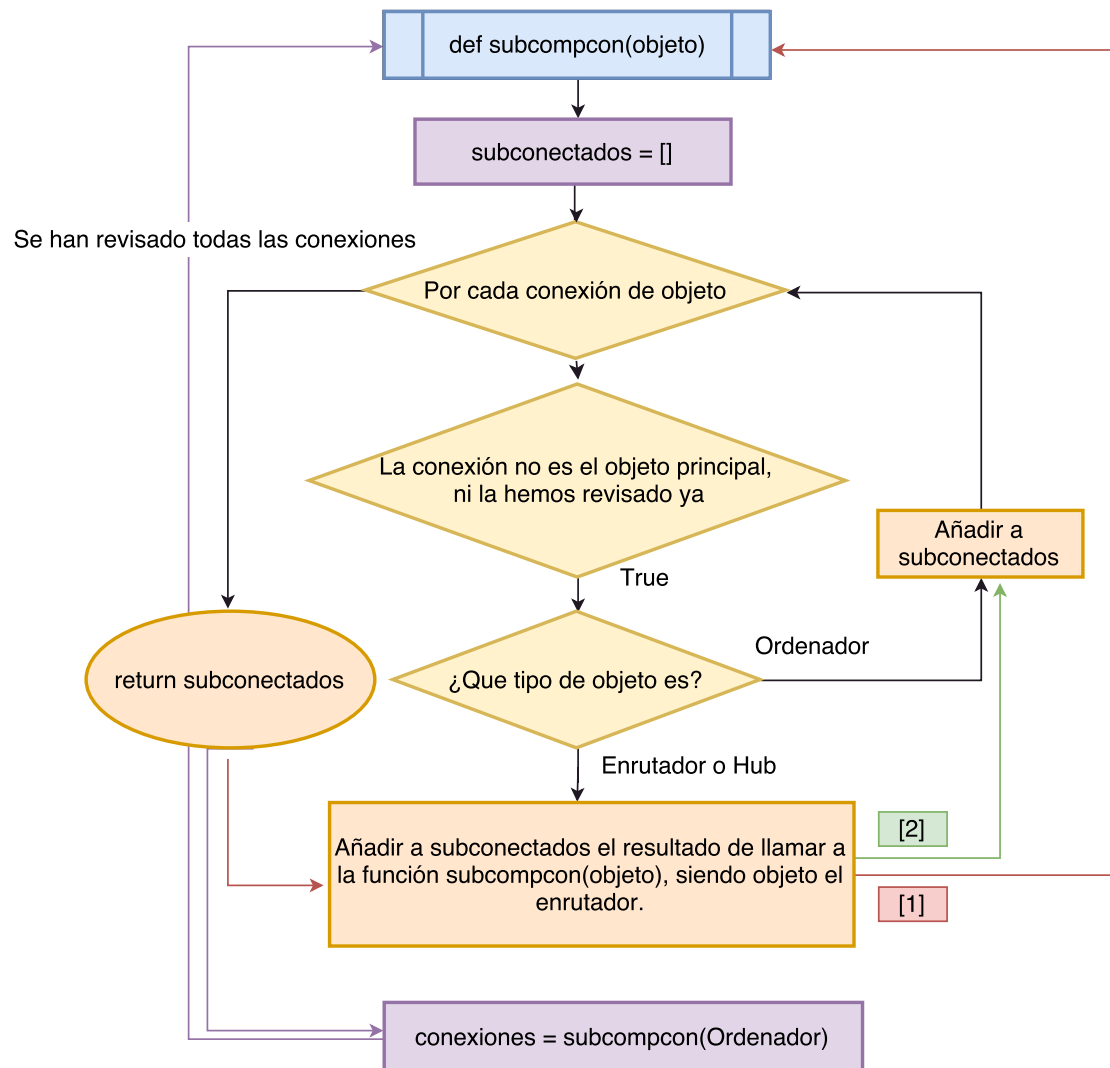 def subcompcon(objeto)
subconectados = []
Se han revisado todas las conexiones
Por cada conexión de objeto
La conexión no es el objeto principal,
ni la hemos revisado ya
True
Añadir a
subconectados
Ordenador
return subconectados
¿Que tipo de objeto es?
Enrutador o Hub
Añadir a subconectados el resultado de llamar a
la función subcompcon(objeto), siendo objeto el
enrutador.
[2]
[1]
conexiones = subcompcon(Ordenador)